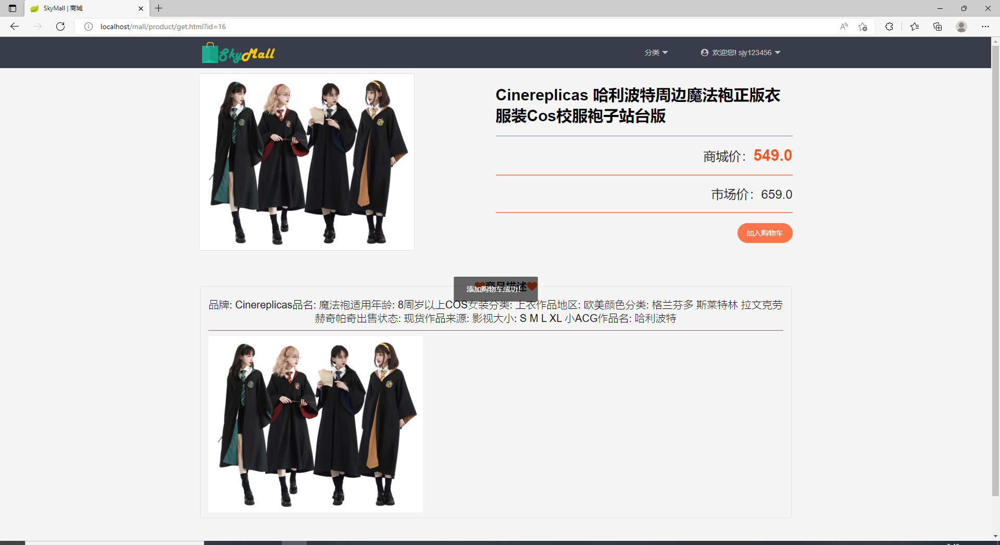 SkyMall | 商城
localhost/mall/product/get.html?id=16
SkyMall
分类
欢迎您! sjy123456
Cinereplicas 哈利波特周边魔法袍正版衣
服装Cos校服袍子站台版
商城价：549.0
市场价：659.0
加入购物车
商品描述
添加购物车成功!
品牌: Cinereplicas品名: 魔法袍适用年龄: 8周岁以上COS女装分类: 上衣作品地区: 欧美颜色分类: 格兰芬多 斯莱特林 拉文克劳
赫奇帕奇出售状态: 现货作品来源: 影视大小: S M L XL 小ACG作品名: 哈利波特